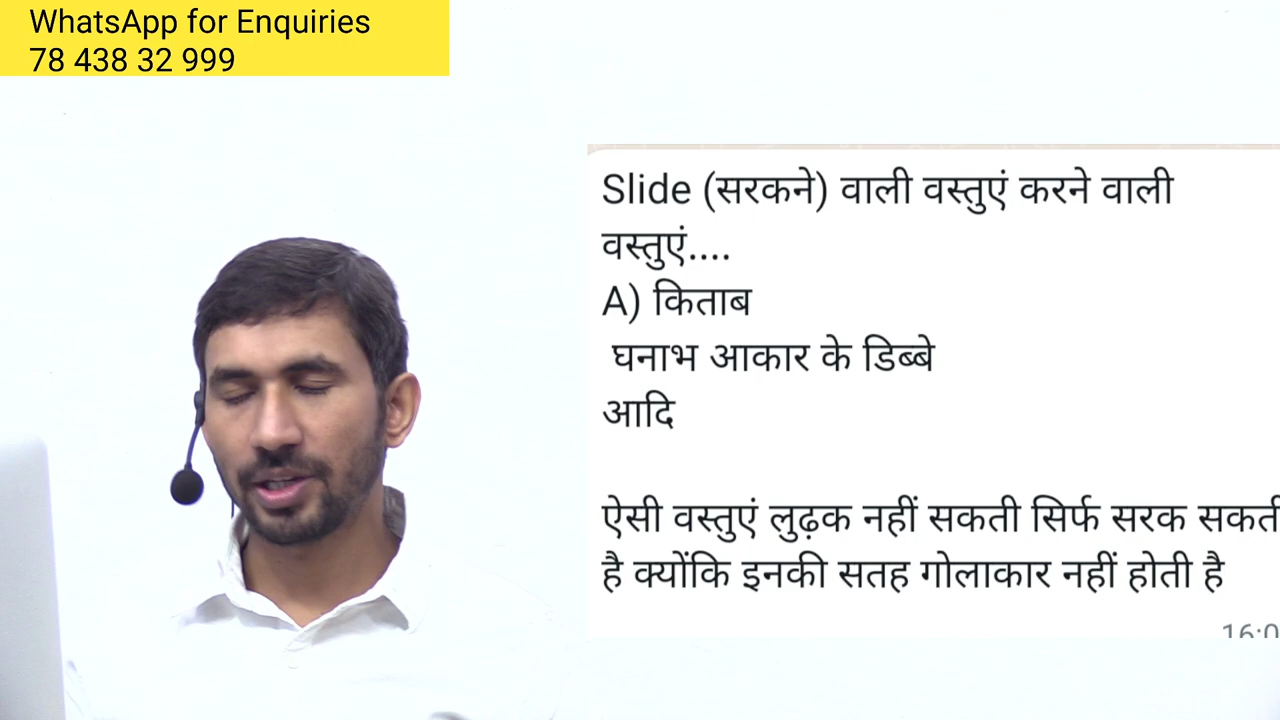 WhatsApp for Enquiries
78 438 32 999
Slide (सरकने) वाली वस्तुएं करने वाली
वस्तुएं....
A) किताब
घनाभ आकार के डिब्बे
आदि
ऐसी वस्तुएं लुढ़क नहीं सकती सिर्फ सरक सकती
है क्योंकि इनकी सतह गोलाकार नहीं होती है